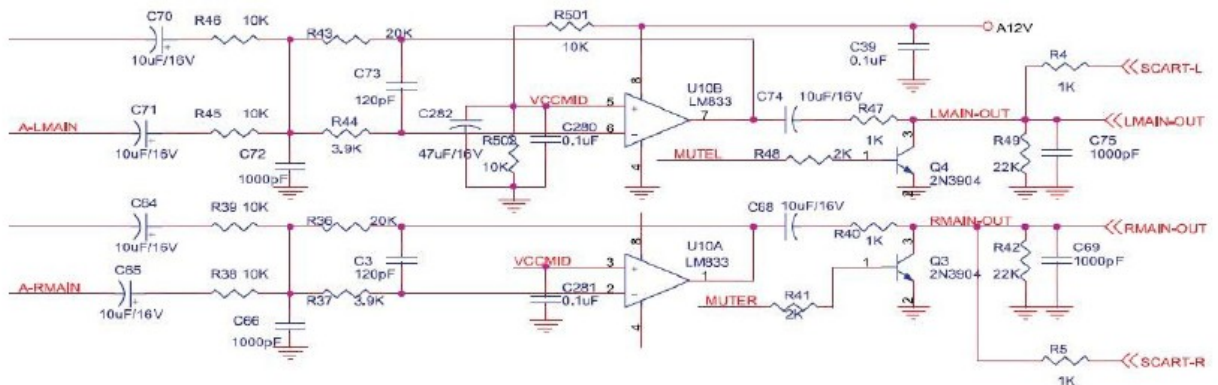 C70 R46 10K R43 20K R501 A12V
10uF/16V 10K C39 0.1uF R4 SCART-L
C73 120pF 8 U10B LM833 C74 10uF/16V R47 1K
C71 R45 10K R44 3.9K C282 VCCMID 5 + 7 LMAIN-OUT LMAIN-OUT
A-LMAIN 6 - C280 0.1uF 3
10uF/16V C72 1000pF 47uF/16V R502 10K 4 MUTEL R48 2K 1 1K Q4 2N3904 2 R49 22K C75 1000pF
C64 R39 10K R36 20K C68 10uF/16V R40 1K RMAIN-OUT RMAIN-OUT
10uF/16V C3 120pF 8 U10A LM833 3 R42 22K C69 1000pF
C65 R38 10K VCCMID 3 + 1 1 Q3 2N3904
A-RMAIN R37 3.9K C281 0.1uF 2 - MUTER R41 2K 2
10uF/16V C66 1000pF 4
R5 SCART-R
1K